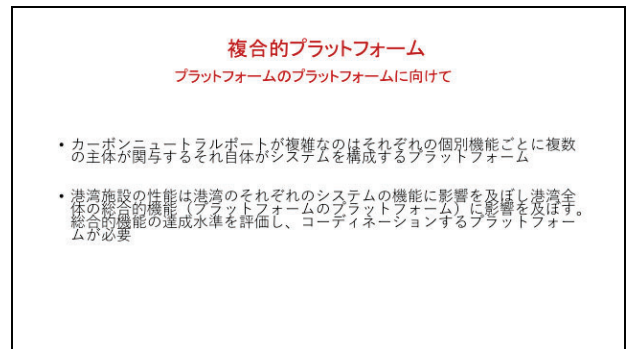 複合的プラットフォーム
プラットフォームのプラットフォームに向けて
• カーボンニュートラルポートが複雑なのはそれぞれの個別機能ごとに複数
の主体が関与するそれ自体がシステムを構成するプラットフォーム
• 港湾施設の性能は港湾のそれぞれのシステムの機能に影響を及ぼし港湾全
体の総合的機能（プラットフォームのプラットフォーム）に影響を及ぼす。
総合的機能の達成水準を評価し、コーディネーションするプラットフォー
ムが必要